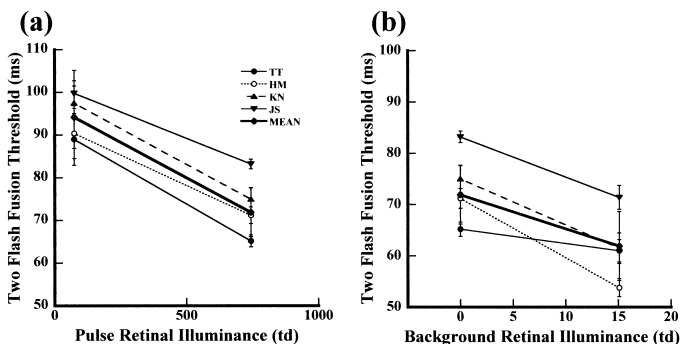 (a)
Two Flash Fusion Threshold (ms)
110
100
90
80
70
60
50
0
500
1000
Pulse Retinal Illuminance (td)
TT
HM
KN
JS
MEAN
(b)
Two Flash Fusion Threshold (ms)
100
90
80
70
60
50
0
5
10
15
20
Background Retinal Illuminance (td)